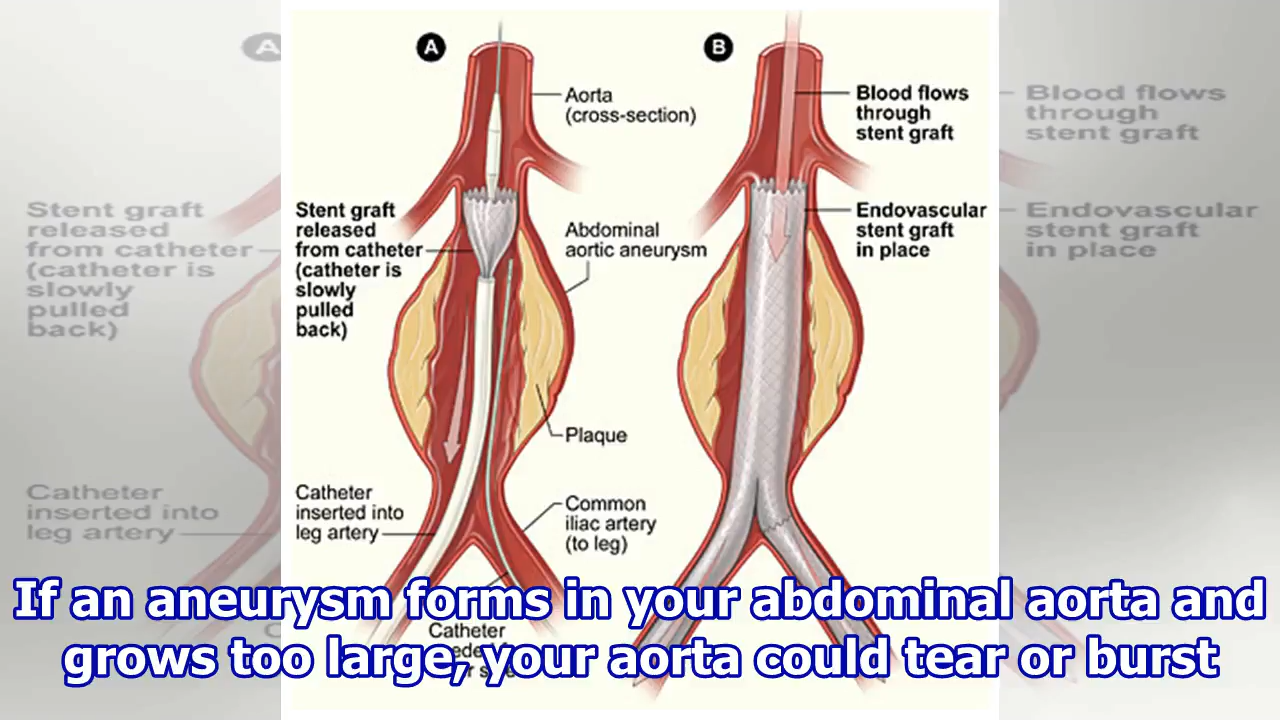 A
B
Aorta
(cross-section)
Blood flows
through
stent graft
Stent graft
released
from catheter
(catheter is
slowly
pulled
back)
Abdominal
aortic aneurysm
Endovascular
stent graft
in place
Plaque
Catheter
inserted into
leg artery
Common
iliac artery
(to leg)
Catheter
If an aneurysm forms in your abdominal aorta and
grows too large, your aorta could tear or burst
A
Stent graft
released
from catheter
(catheter is
slowly
pulled
back)
Catheter
inserted into
leg artery
Blood flows
through
stent graft
Endovascular
stent graft
in place